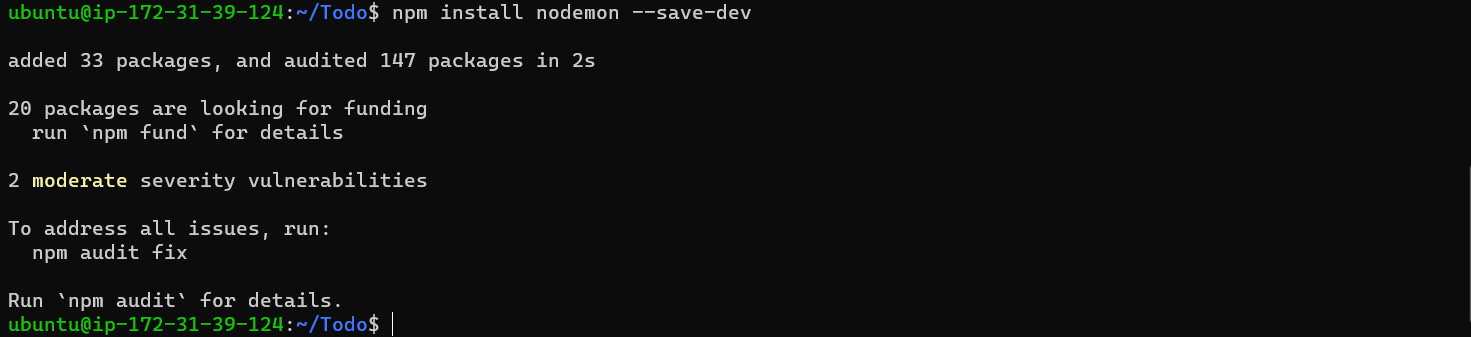 ubuntu@ip-172-31-39-124:~/Todo$ npm install nodemon --save-dev
added 33 packages, and audited 147 packages in 2s
20 packages are looking for funding
run `npm fund` for details
2 moderate severity vulnerabilities
To address all issues, run:
npm audit fix
Run `npm audit` for details.
ubuntu@ip-172-31-39-124:~/Todo$